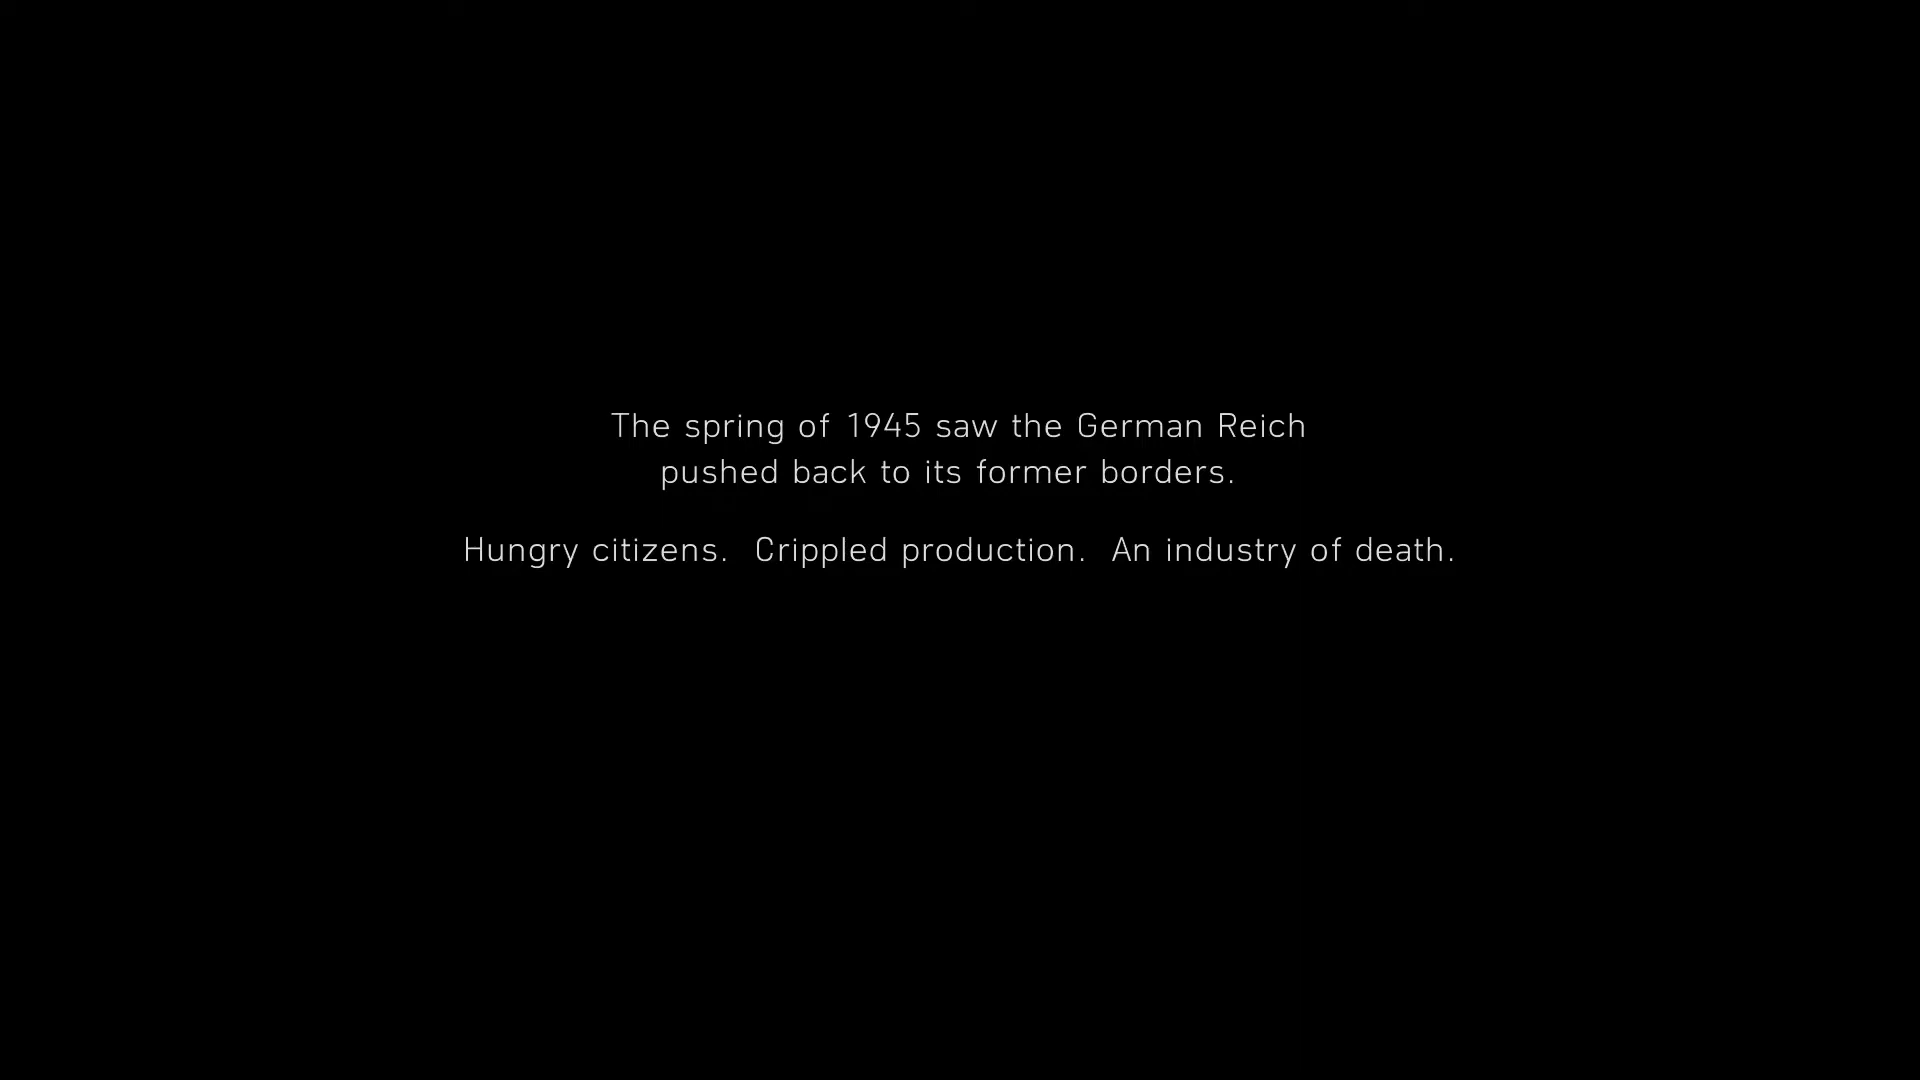 The spring of 1945 saw the German Reich
pushed back to its former borders.
Hungry citizens. Crippled production. An industry of death.